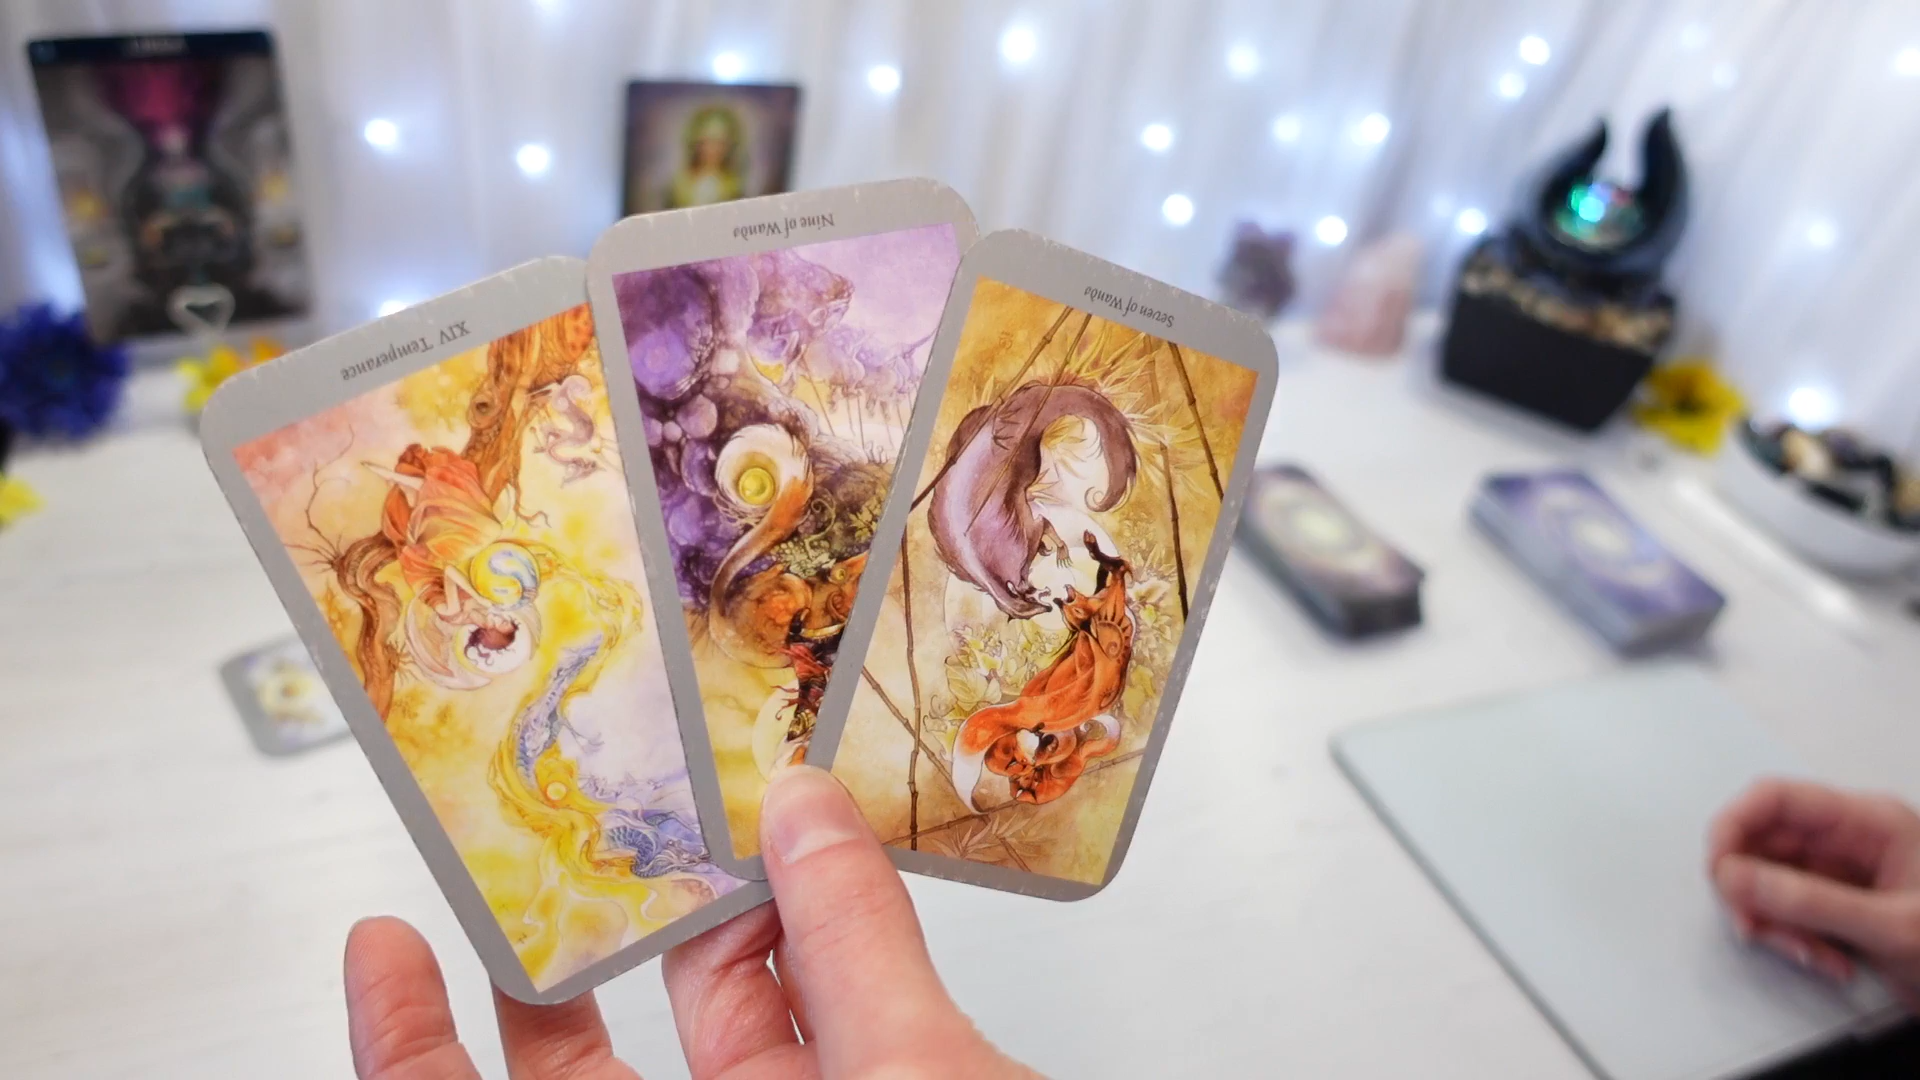 XIV Temperance
Nine of Wands
Seven of Wands